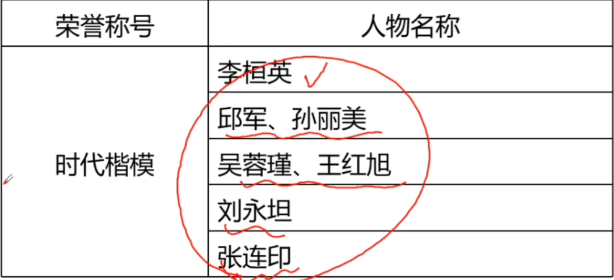 荣誉称号 人物名称
李桓英
邱军、孙丽美
时代楷模 吴蓉瑾、王红旭
刘永坦
张连印